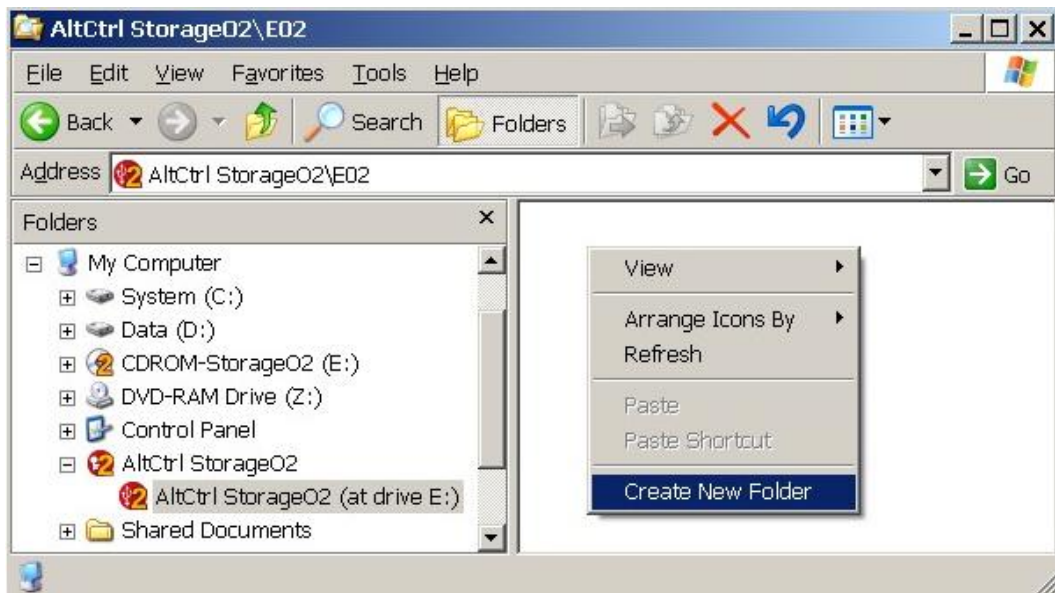 AltCtrl StorageO2\E02
File Edit View Favorites Tools Help
Back Search Folders
Address AltCtrl StorageO2\E02 Go
Folders
My Computer
System (C:)
Data (D:)
CDROM-StorageO2 (E:)
DVD-RAM Drive (Z:)
Control Panel
AltCtrl StorageO2
AltCtrl StorageO2 (at drive E:)
Shared Documents
View
Arrange Icons By
Refresh
Paste
Paste Shortcut
Create New Folder